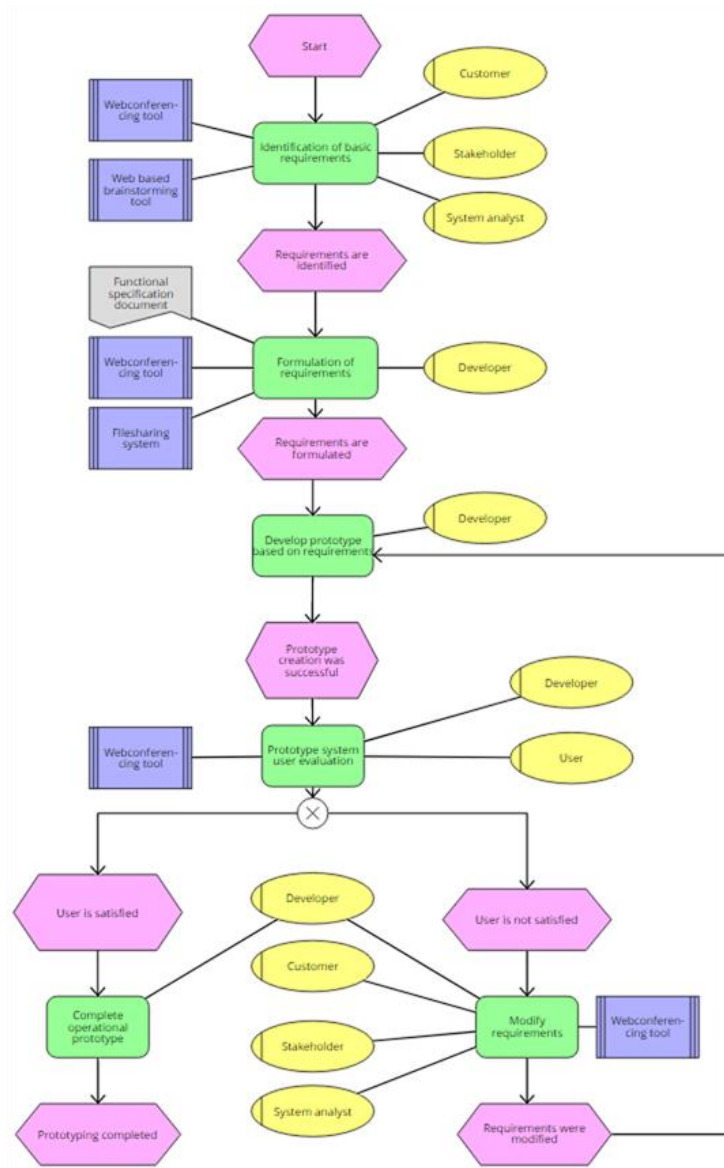 Start
Customer
Webconferen-
cing tool
Identification of basic
requirements
Stakeholder
Web based
brainstorming
tool
System analyst
Requirements are
identified
Functional
specification
document
Webconferen-
cing tool
Formulation of
requirements
Developer
Filesharing
system
Requirements are
formulated
Developer
Develop prototype
based on requirements
Prototype
creation was
successful
Developer
Webconferen-
cing tool
Prototype system
user evaluation
User
User is satisfied
Developer
User is not satisfied
Customer
Complete
operational
prototype
Modify
requirements
Webconferen-
cing tool
Stakeholder
System analyst
Prototyping completed
Requirements were
modified